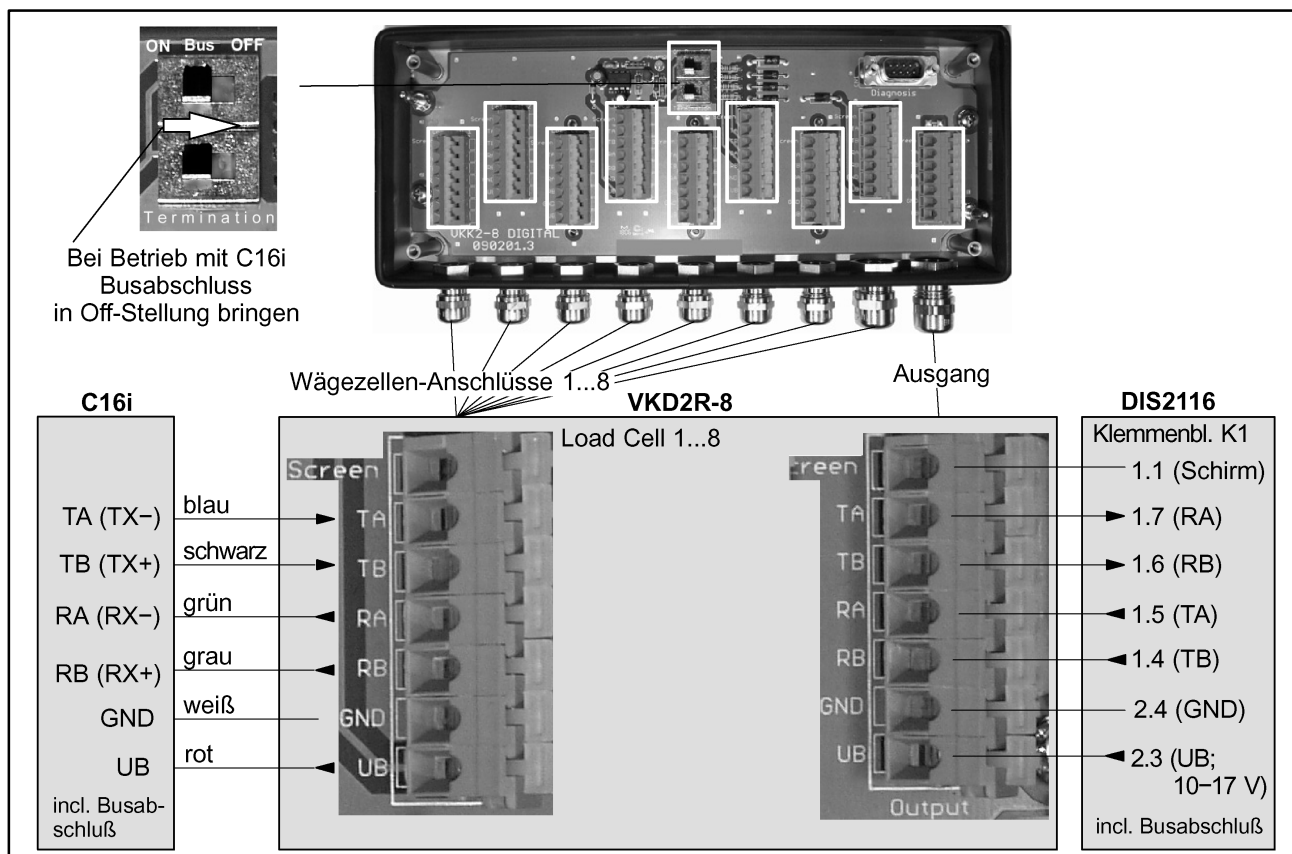 ON Bus OFF
Termination
Bei Betrieb mit C16i
Busabschluss
in Off-Stellung bringen
Diagnosis
VKK2-8 DIGITAL
090201.3
Wägezellen-Anschlüsse 1...8
Ausgang
C16i
VKD2R-8
DIS2116
Load Cell 1...8
Klemmenbl. K1
Screen
TA
TB
RA
RB
GND
UB
TA (TX−)
blau
TB (TX+)
schwarz
RA (RX−)
grün
RB (RX+)
grau
GND
weiß
UB
rot
incl. Busab-
schluß
TA
TB
RA
RB
GND
UB
Output
1.1 (Schirm)
1.7 (RA)
1.6 (RB)
1.5 (TA)
1.4 (TB)
2.4 (GND)
2.3 (UB;
10−17 V)
incl. Busabschluß